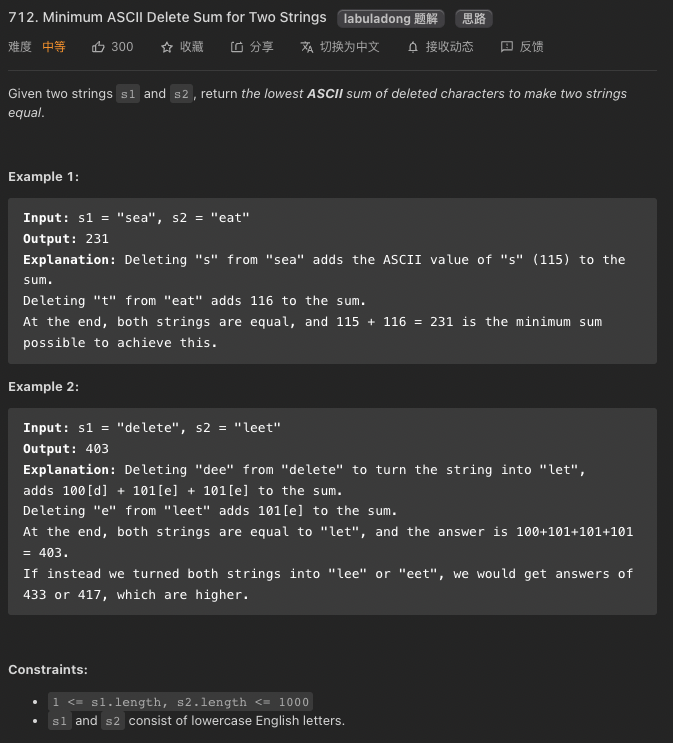 712. Minimum ASCII Delete Sum for Two Strings labuladong 题解 思路
难度 中等 300 收藏 分享 切换为中文 接收动态 反馈
Given two strings s1 and s2, return the lowest ASCII sum of deleted characters to make two strings
equal.
Example 1:
Input: s1 = "sea", s2 = "eat"
Output: 231
Explanation: Deleting "s" from "sea" adds the ASCII value of "s" (115) to the
sum.
Deleting "t" from "eat" adds 116 to the sum.
At the end, both strings are equal, and 115 + 116 = 231 is the minimum sum
possible to achieve this.
Example 2:
Input: s1 = "delete", s2 = "leet"
Output: 403
Explanation: Deleting "dee" from "delete" to turn the string into "let",
adds 100[d] + 101[e] + 101[e] to the sum.
Deleting "e" from "leet" adds 101[e] to the sum.
At the end, both strings are equal to "let", and the answer is 100+101+101+101
= 403.
If instead we turned both strings into "lee" or "eet", we would get answers of
433 or 417, which are higher.
Constraints:
• 1 <= s1.length, s2.length <= 1000
• s1 and s2 consist of lowercase English letters.